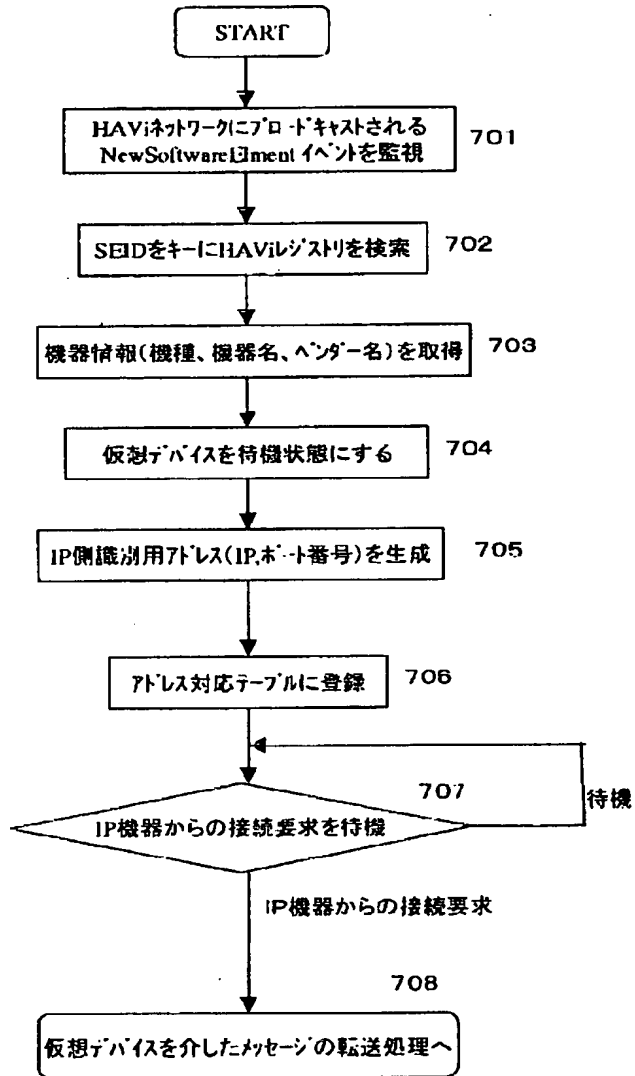 START
HAViネットワークにブロードキャストされる
NewSoftwareElment イベントを監視
701
SEIDをキーにHAViレジストリを検索
702
機器情報(機種、機器名、ベンダー名)を取得
703
仮想デバイスを待機状態にする
704
IP側識別用アドレス(IP,ポート番号)を生成
705
アドレス対応テーブルに登録
706
707
IP機器からの接続要求を待機
待機
IP機器からの接続要求
708
仮想デバイスを介したメッセージの転送処理へ